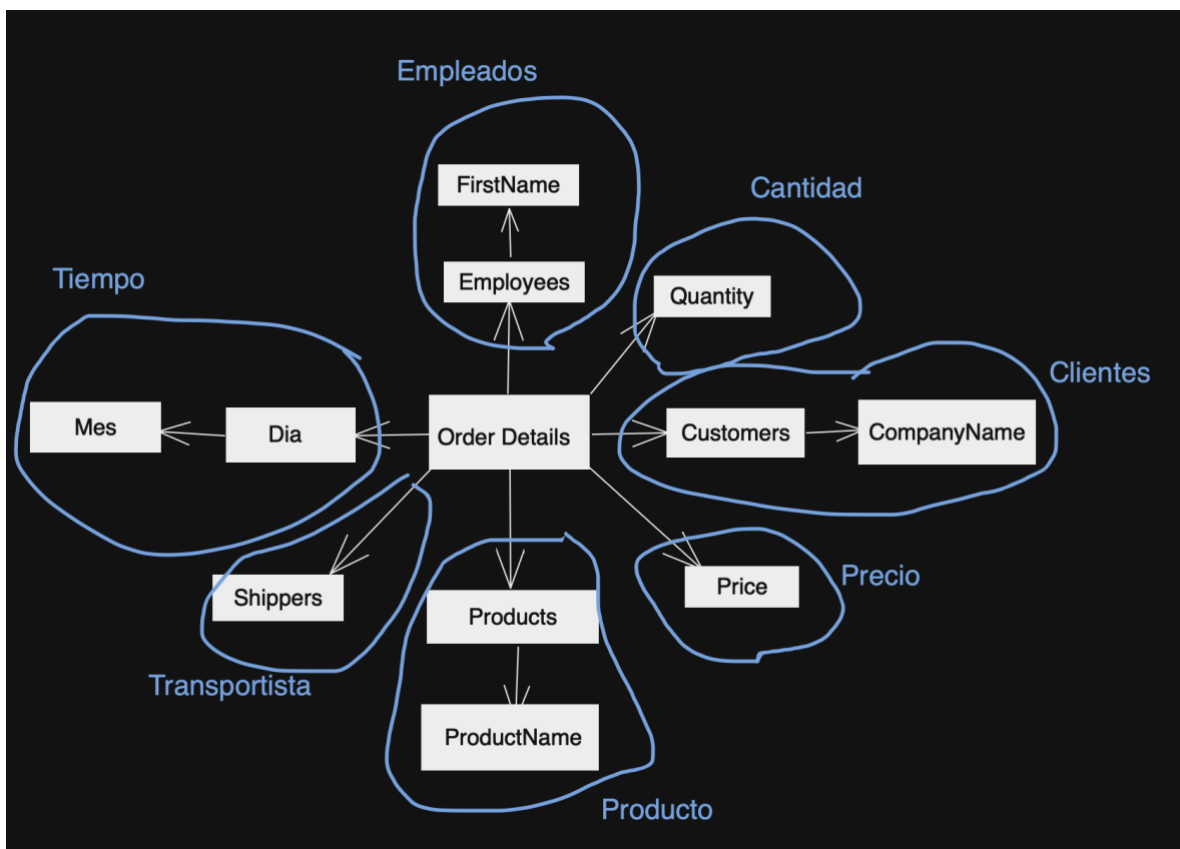 Empleados
FirstName
Cantidad
Employees
Quantity
Tiempo
Clientes
Mes
Dia
Order Details
Customers
CompanyName
Shippers
Products
Price
Precio
Transportista
ProductName
Producto